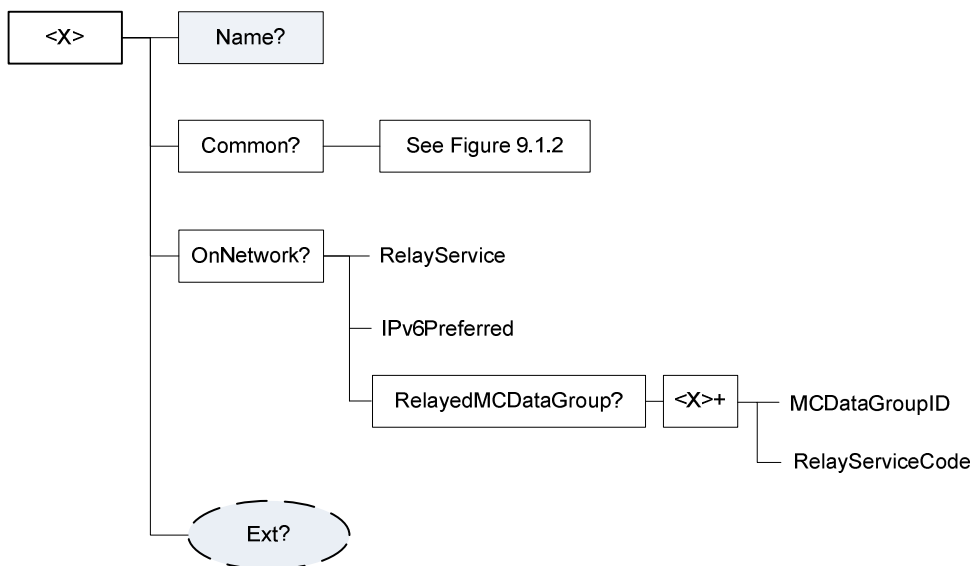 <X>
Name?
Common?
See Figure 9.1.2
OnNetwork?
RelayService
IPv6Preferred
RelayedMCDataGroup?
<X>+
MCDataGroupID
RelayServiceCode
Ext?